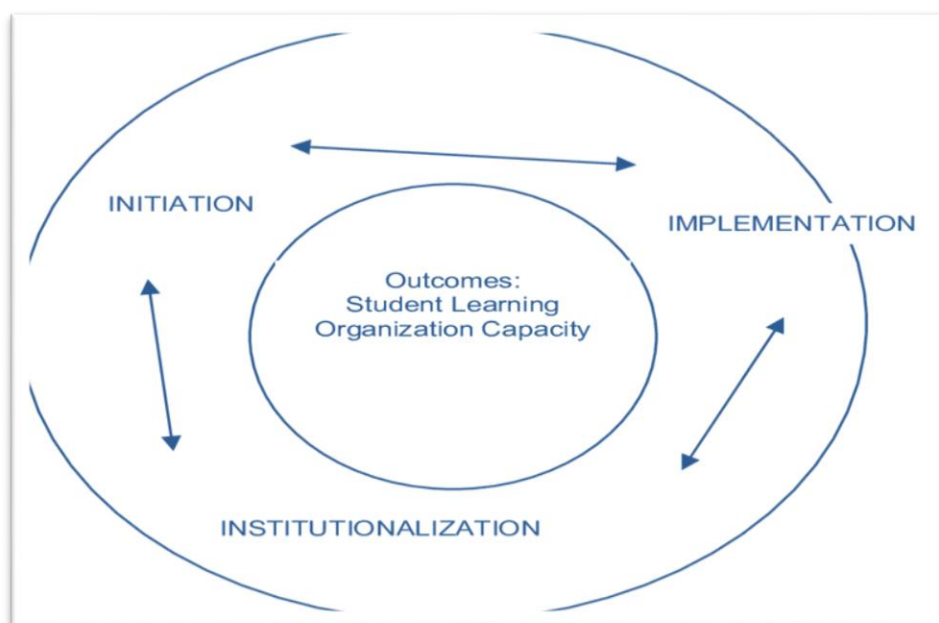 INITIATION
IMPLEMENTATION
Outcomes:
Student Learning
Organization Capacity
INSTITUTIONALIZATION